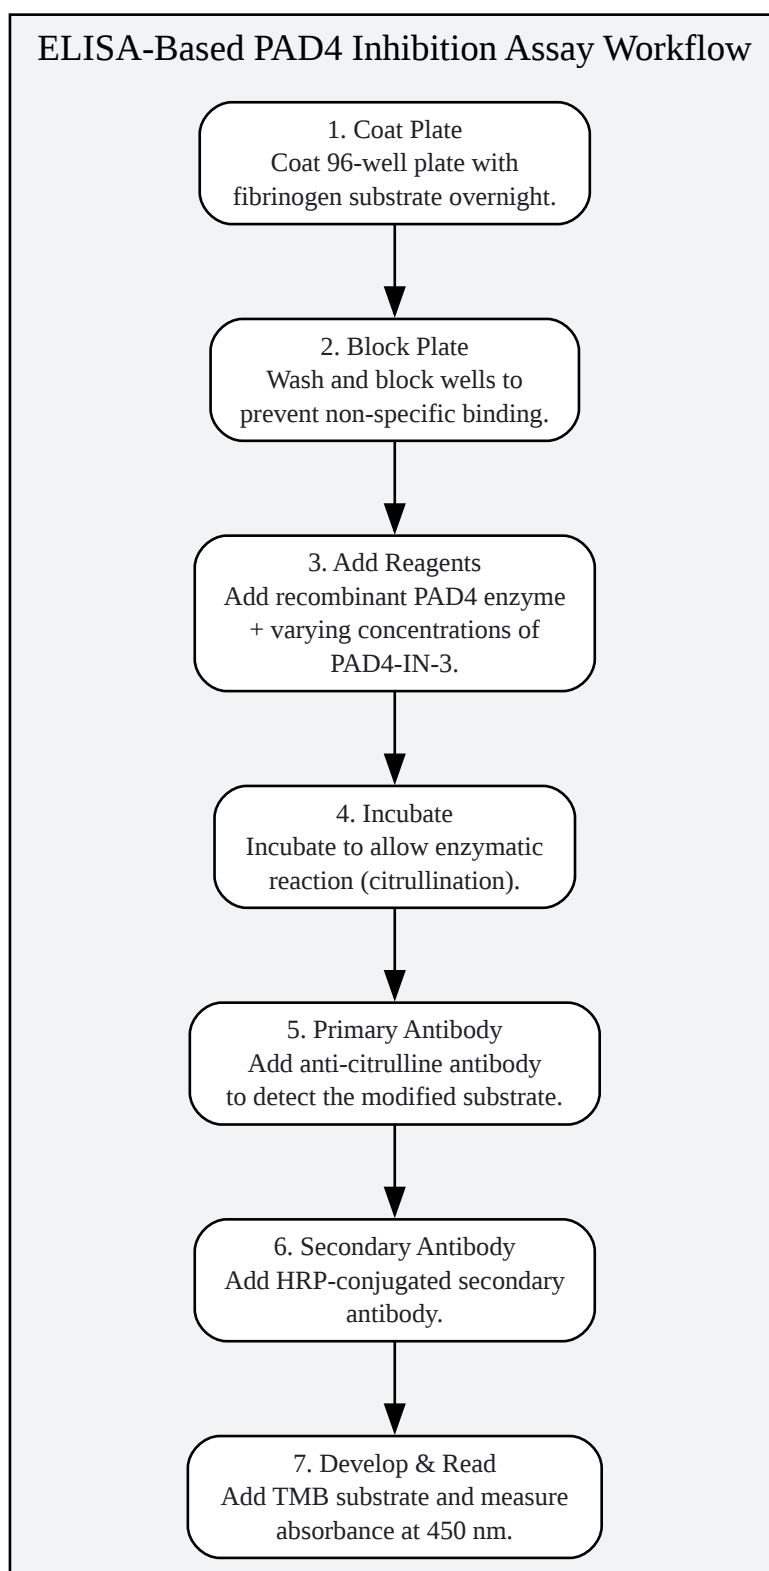 ELISA-Based PAD4 Inhibition Assay Workflow
1. Coat Plate
Coat 96-well plate with
fibrinogen substrate overnight.
2. Block Plate
Wash and block wells to
prevent non-specific binding.
3. Add Reagents
Add recombinant PAD4 enzyme
+ varying concentrations of
PAD4-IN-3.
4. Incubate
Incubate to allow enzymatic
reaction (citrullination).
5. Primary Antibody
Add anti-citrulline antibody
to detect the modified substrate.
6. Secondary Antibody
Add HRP-conjugated secondary
antibody.
7. Develop & Read
Add TMB substrate and measure
absorbance at 450 nm.